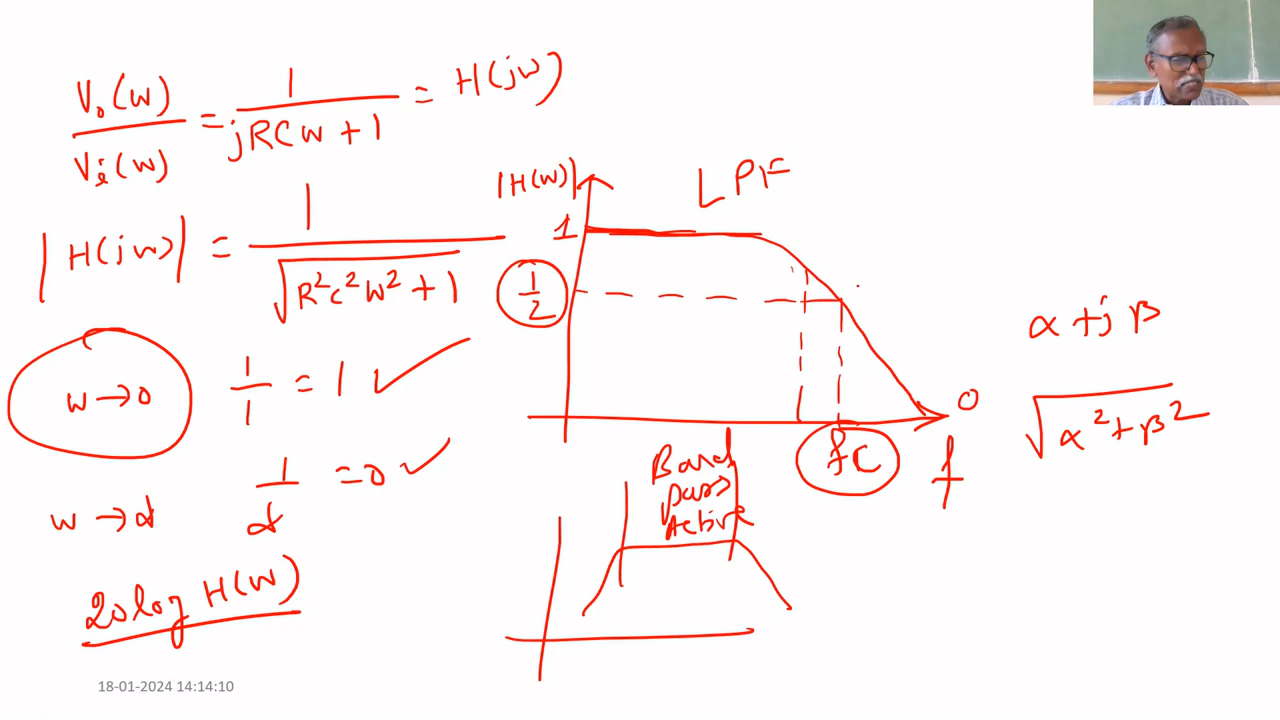 V₀(w) / Vᵢ(w) = 1 / (jRCw + 1) = H(jw)
|H(jw)| = 1 / √(R²C²w² + 1)
w → 0 1/1 = 1 ✓
w → α 1/α = 0 ✓
20 log H(w)
|H(w)|
LPF
1
1/2
fc
0
f
Band
pass
Active
α + jβ
√(α² + β²)
18-01-2024 14:14:10